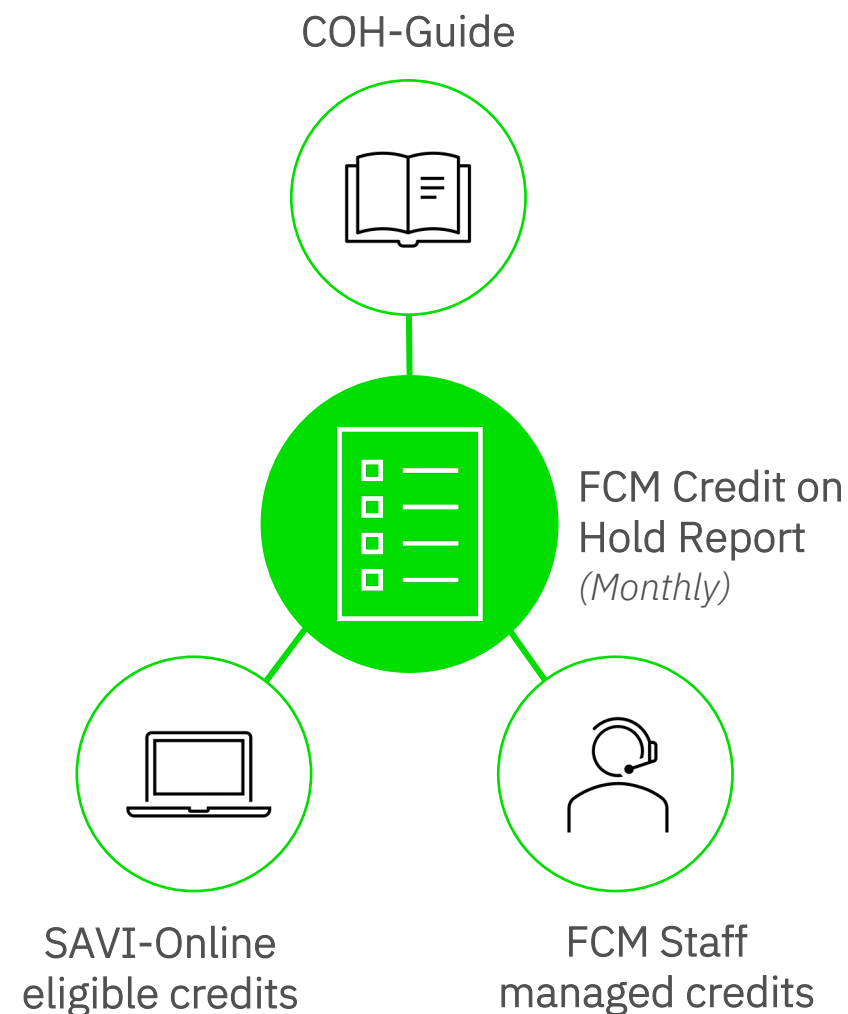 COH-Guide
FCM Credit on
Hold Report
(Monthly)
SAVI-Online
eligible credits
FCM Staff
managed credits